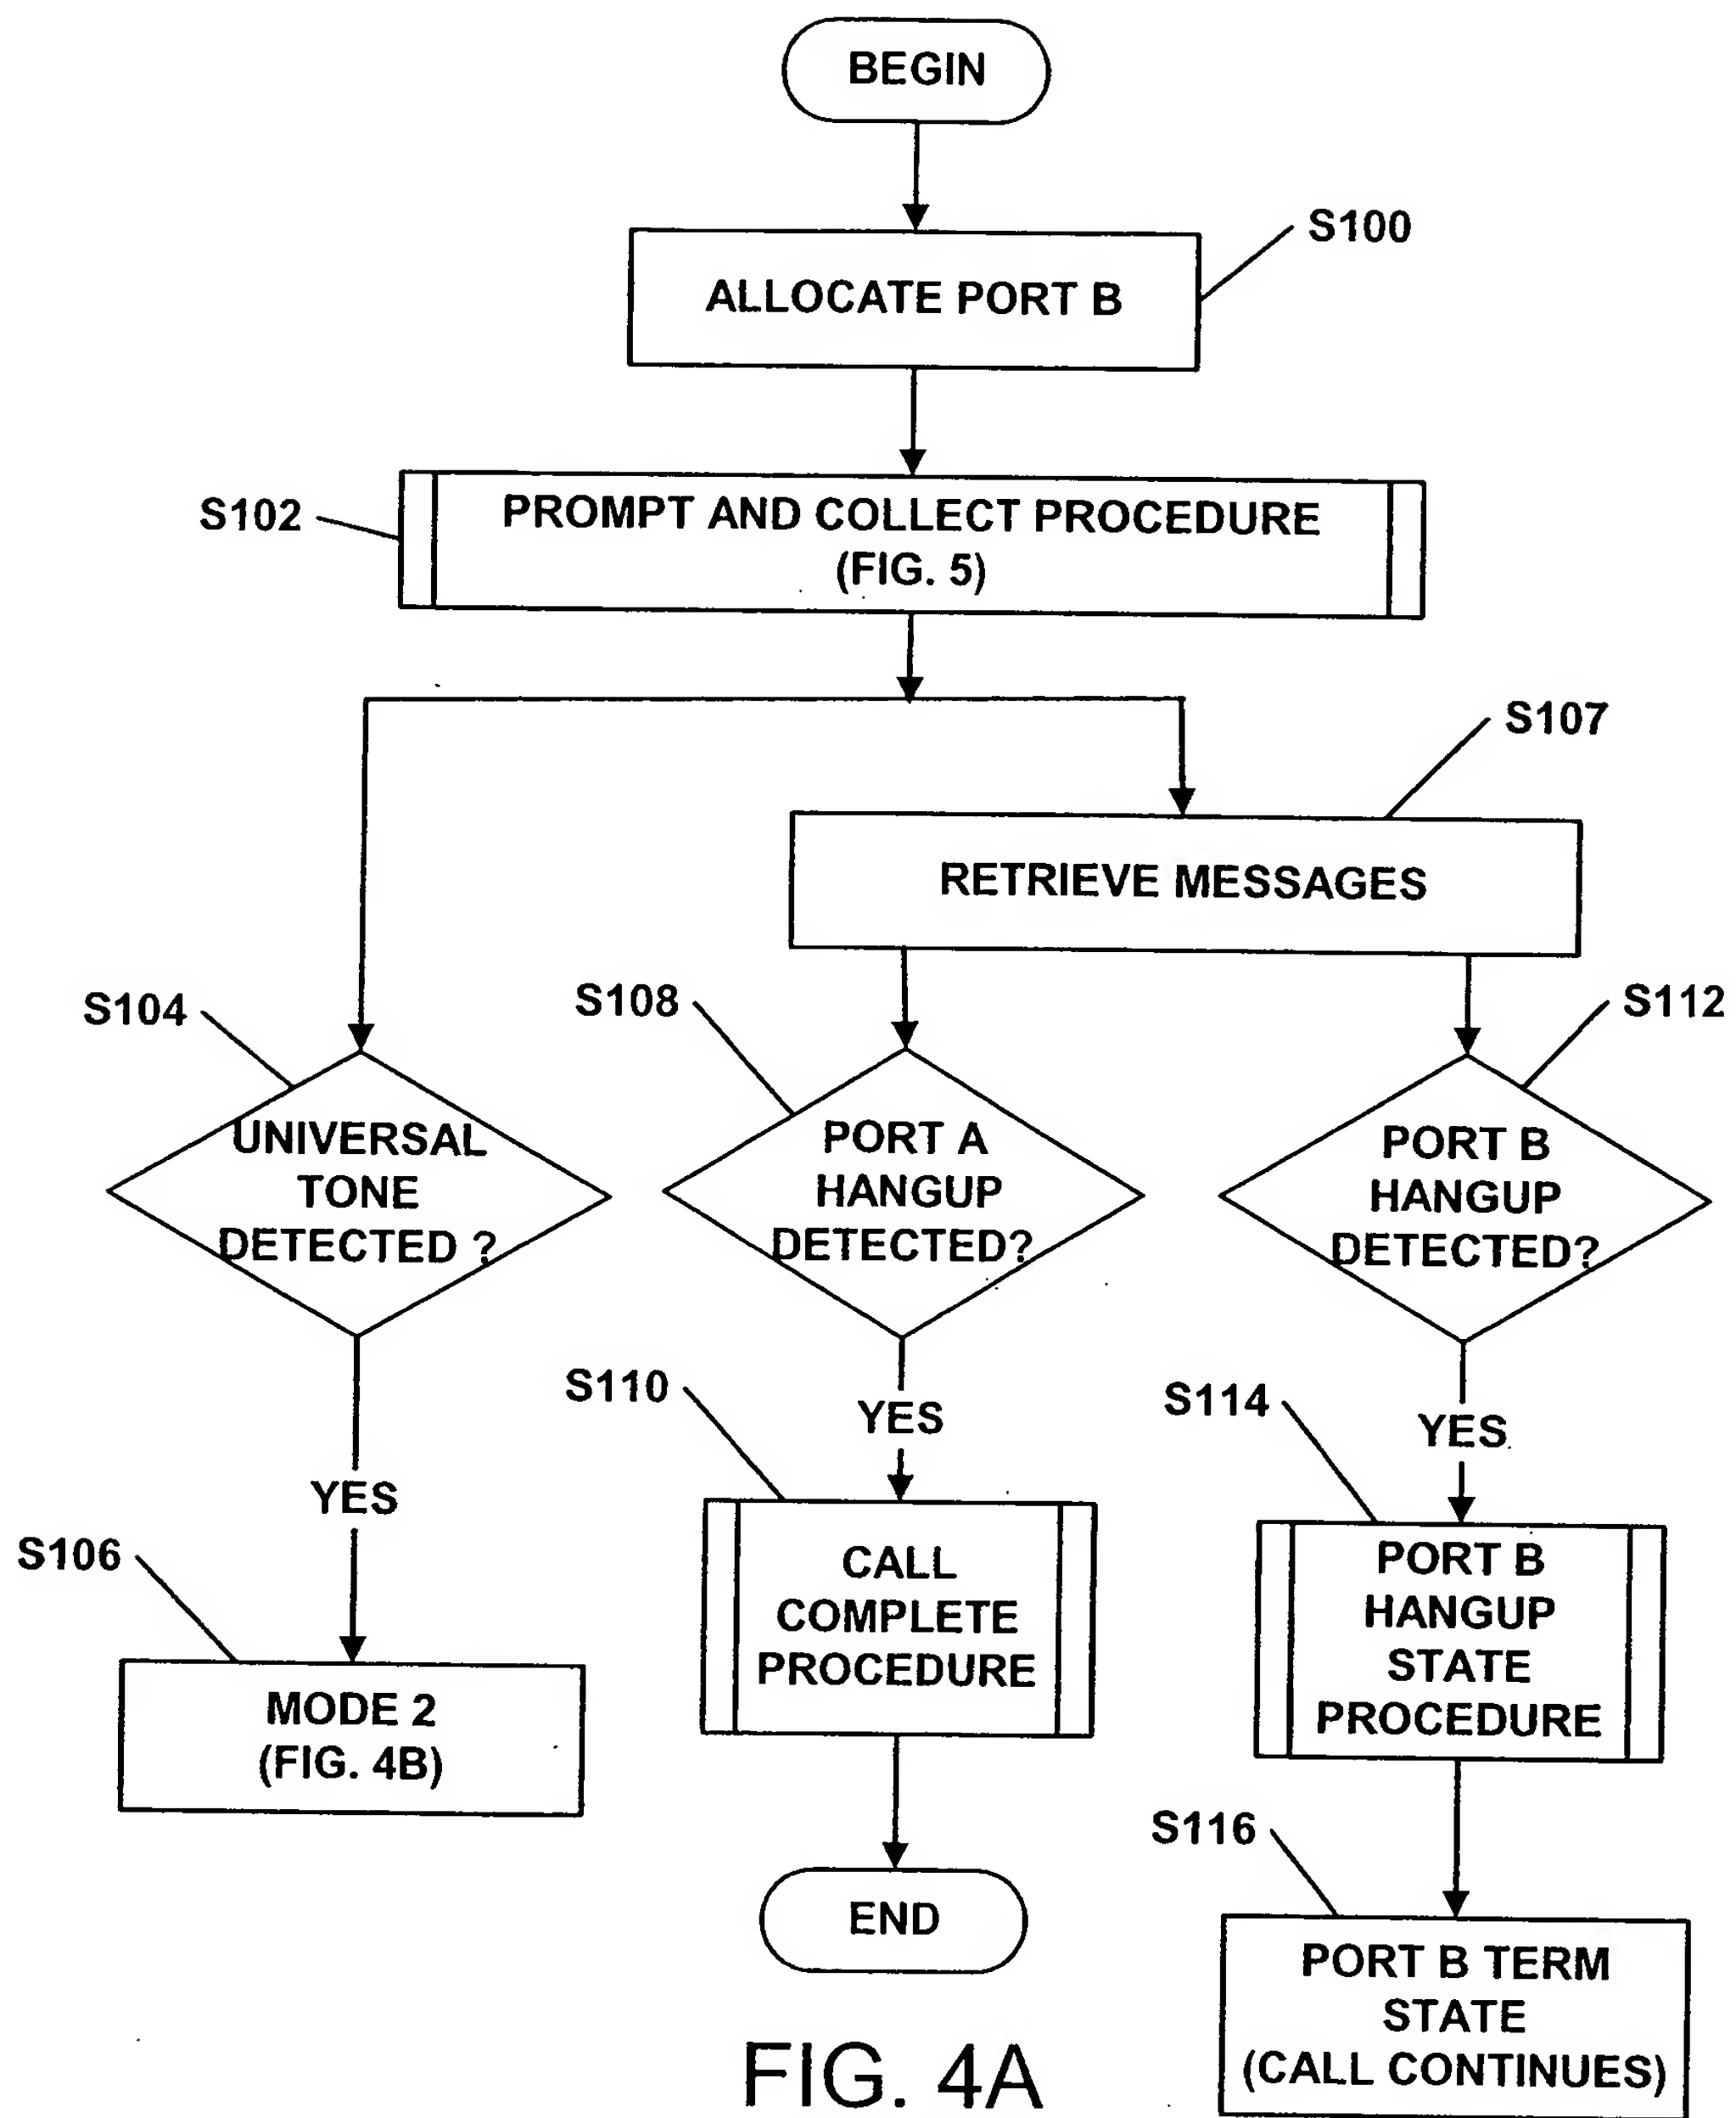 BEGIN
S100
ALLOCATE PORT B
S102
PROMPT AND COLLECT PROCEDURE
(FIG. 5)
S107
RETRIEVE MESSAGES
S104
S108
S112
UNIVERSAL
TONE
DETECTED ?
PORT A
HANGUP
DETECTED?
PORT B
HANGUP
DETECTED?
YES
S110
YES
S114
YES
S106
MODE 2
(FIG. 4B)
CALL
COMPLETE
PROCEDURE
PORT B
HANGUP
STATE
PROCEDURE
END
S116
PORT B TERM
STATE
(CALL CONTINUES)
FIG. 4A